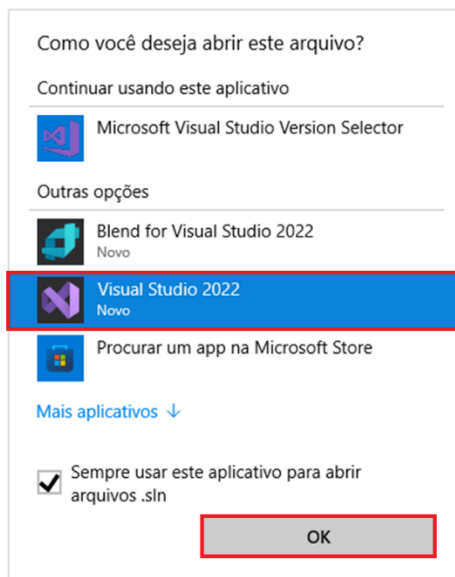 Como você deseja abrir este arquivo?
Continuar usando este aplicativo
Microsoft Visual Studio Version Selector
Outras opções
Blend for Visual Studio 2022
Novo
Visual Studio 2022
Novo
Procurar um app na Microsoft Store
Mais aplicativos ↓
Sempre usar este aplicativo para abrir
arquivos .sln
OK